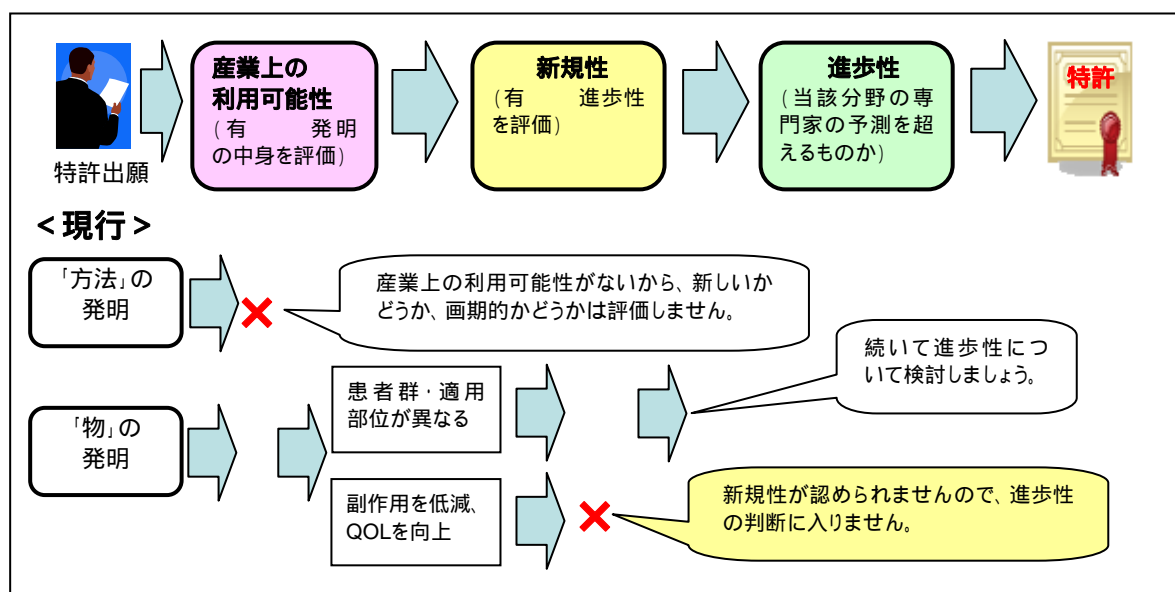 特許出願
産業上の
利用可能性
(有　　発明
の中身を評価)
新規性
(有　　進歩性
を評価)
進歩性
(当該分野の専
門家の予測を超
えるものか)
特許
<現行>
「方法」の
発明
産業上の利用可能性がないから、新しいか
どうか、画期的かどうかは評価しません。
続いて進歩性につ
いて検討しましょう。
「物」の
発明
患者群・適用
部位が異なる
副作用を低減、
QOLを向上
新規性が認められませんので、進歩性
の判断に入りません。